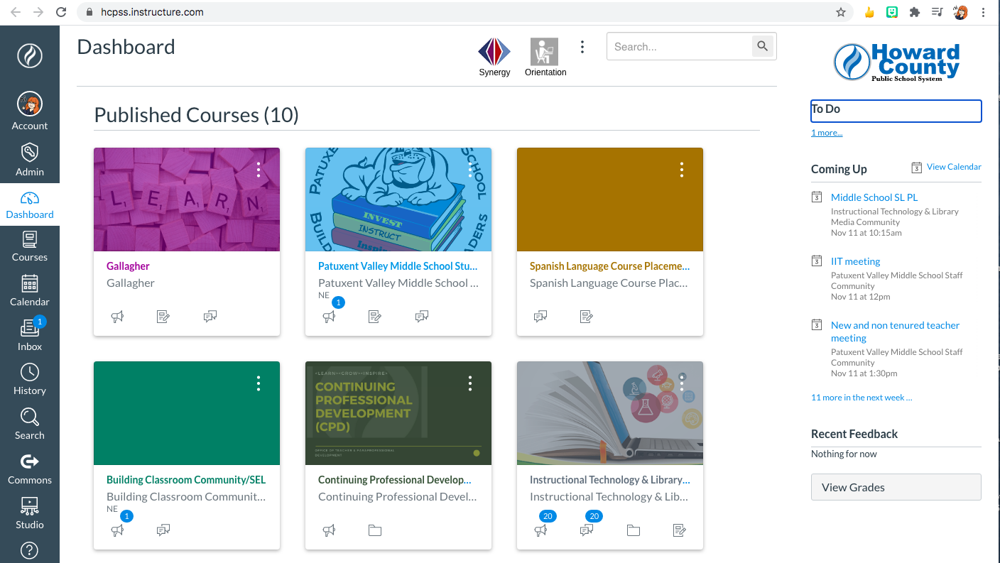 hcpss.instructure.com
Dashboard
Synergy
Orientation
Search...
Howard
County
Public School System
Account
Admin
Dashboard
Courses
Calendar
1
Inbox
History
Search
Commons
Studio
Published Courses (10)
LEARN
Gallagher
Gallagher
PATUXENT VALLEY MIDDLE SCHOOL
INVEST
INSTRUCT
Inspire
Patuxent Valley Middle School Stu...
Patuxent Valley Middle School ...
NE
1
Spanish Language Course Placeme...
Spanish Language Course Plac...
Building Classroom Community/SEL
Building Classroom Communit...
NE
1
•LEARN••GROW••INSPIRE•
CONTINUING
PROFESSIONAL
DEVELOPMENT
(CPD)
OFFICE OF TEACHER & PARAPROFESSIONAL
DEVELOPMENT
Continuing Professional Develop...
Continuing Professional Devel...
Instructional Technology & Library...
Instructional Technology & Lib...
20
20
To Do
1 more...
Coming Up
3
View Calendar
3
Middle School SL PL
Instructional Technology & Library
Media Community
Nov 11 at 10:15am
3
IIT meeting
Patuxent Valley Middle School Staff
Community
Nov 11 at 12pm
3
New and non tenured teacher
meeting
Patuxent Valley Middle School Staff
Community
Nov 11 at 1:30pm
11 more in the next week ...
Recent Feedback
Nothing for now
View Grades